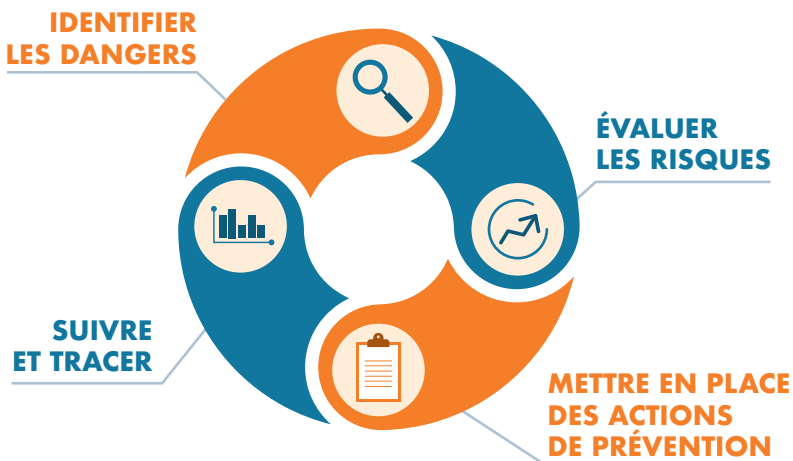 IDENTIFIER
LES DANGERS
ÉVALUER
LES RISQUES
METTRE EN PLACE
DES ACTIONS
DE PRÉVENTION
SUIVRE
ET TRACER